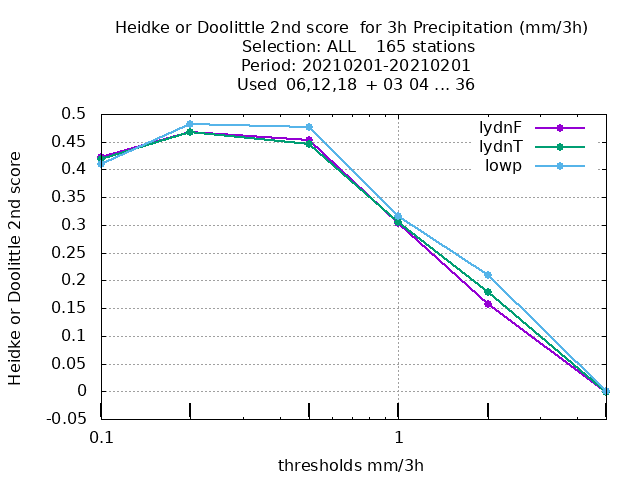 Heidke or Doolittle 2nd score  for 3h Precipitation (mm/3h)
Selection: ALL    165 stations
Period: 20210201-20210201
Used  06,12,18  + 03 04 ... 36
Heidke or Doolittle 2nd score
0.5
0.45
0.4
0.35
0.3
0.25
0.2
0.15
0.1
0.05
0
-0.05
lydnF
lydnT
lowp
0.1 1
thresholds mm/3h